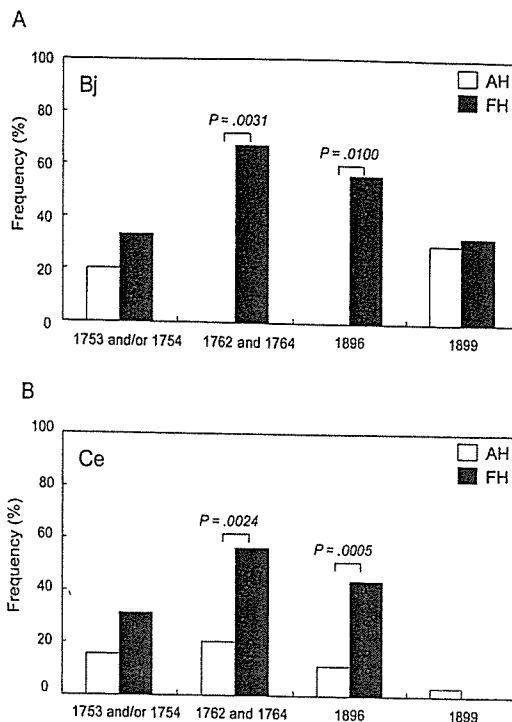 A
100
Bj
AH
FH
80
P = .0031
P = .0100
60
Frequency (%)
40
20
0
1753 and/or 1754
1762 and 1764
1896
1899
B
100
Ce
AH
FH
80
P = .0024
P = .0005
60
Frequency (%)
40
20
0
1753 and/or 1754
1762 and 1764
1896
1899